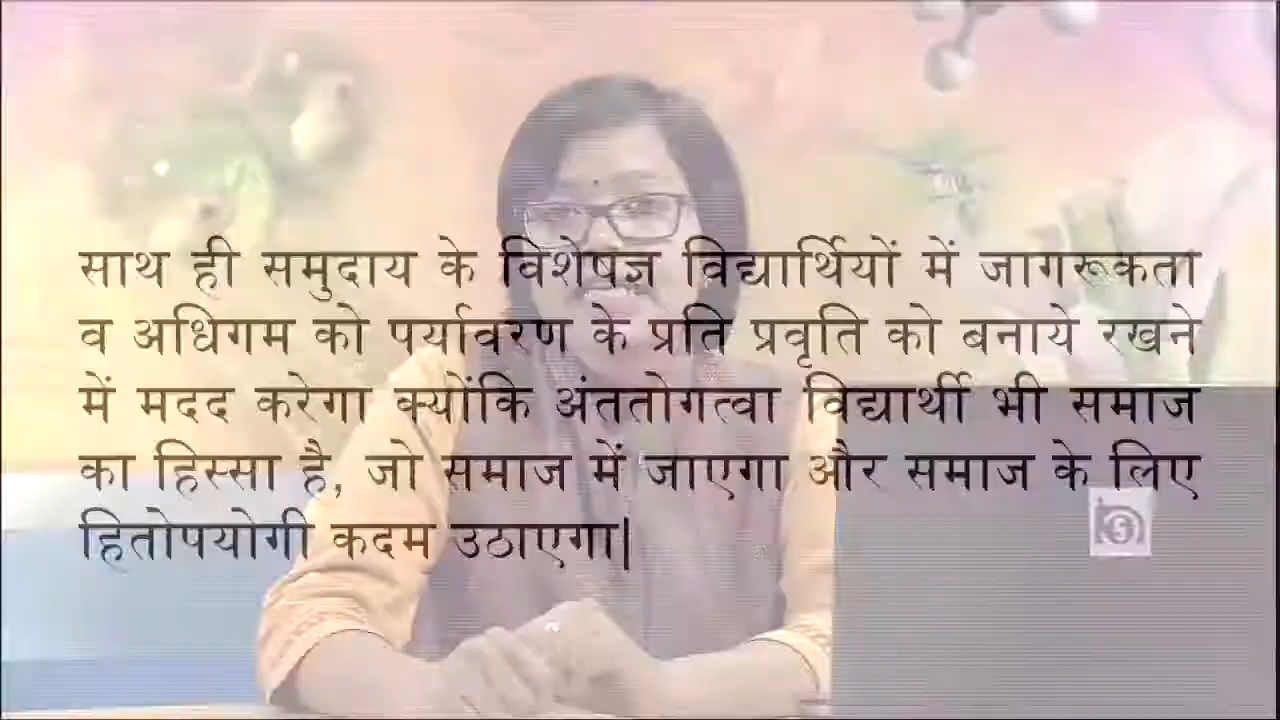 साथ ही समुदाय के विशेषज्ञ विद्यार्थियों में जागरूकता
व अधिगम को पर्यावरण के प्रति प्रवृति को बनाये रखने
में मदद करेगा क्योंकि अंततोगत्वा विद्यार्थी भी समाज
का हिस्सा है, जो समाज में जाएगा और समाज के लिए
हितोपयोगी कदम उठाएगा|